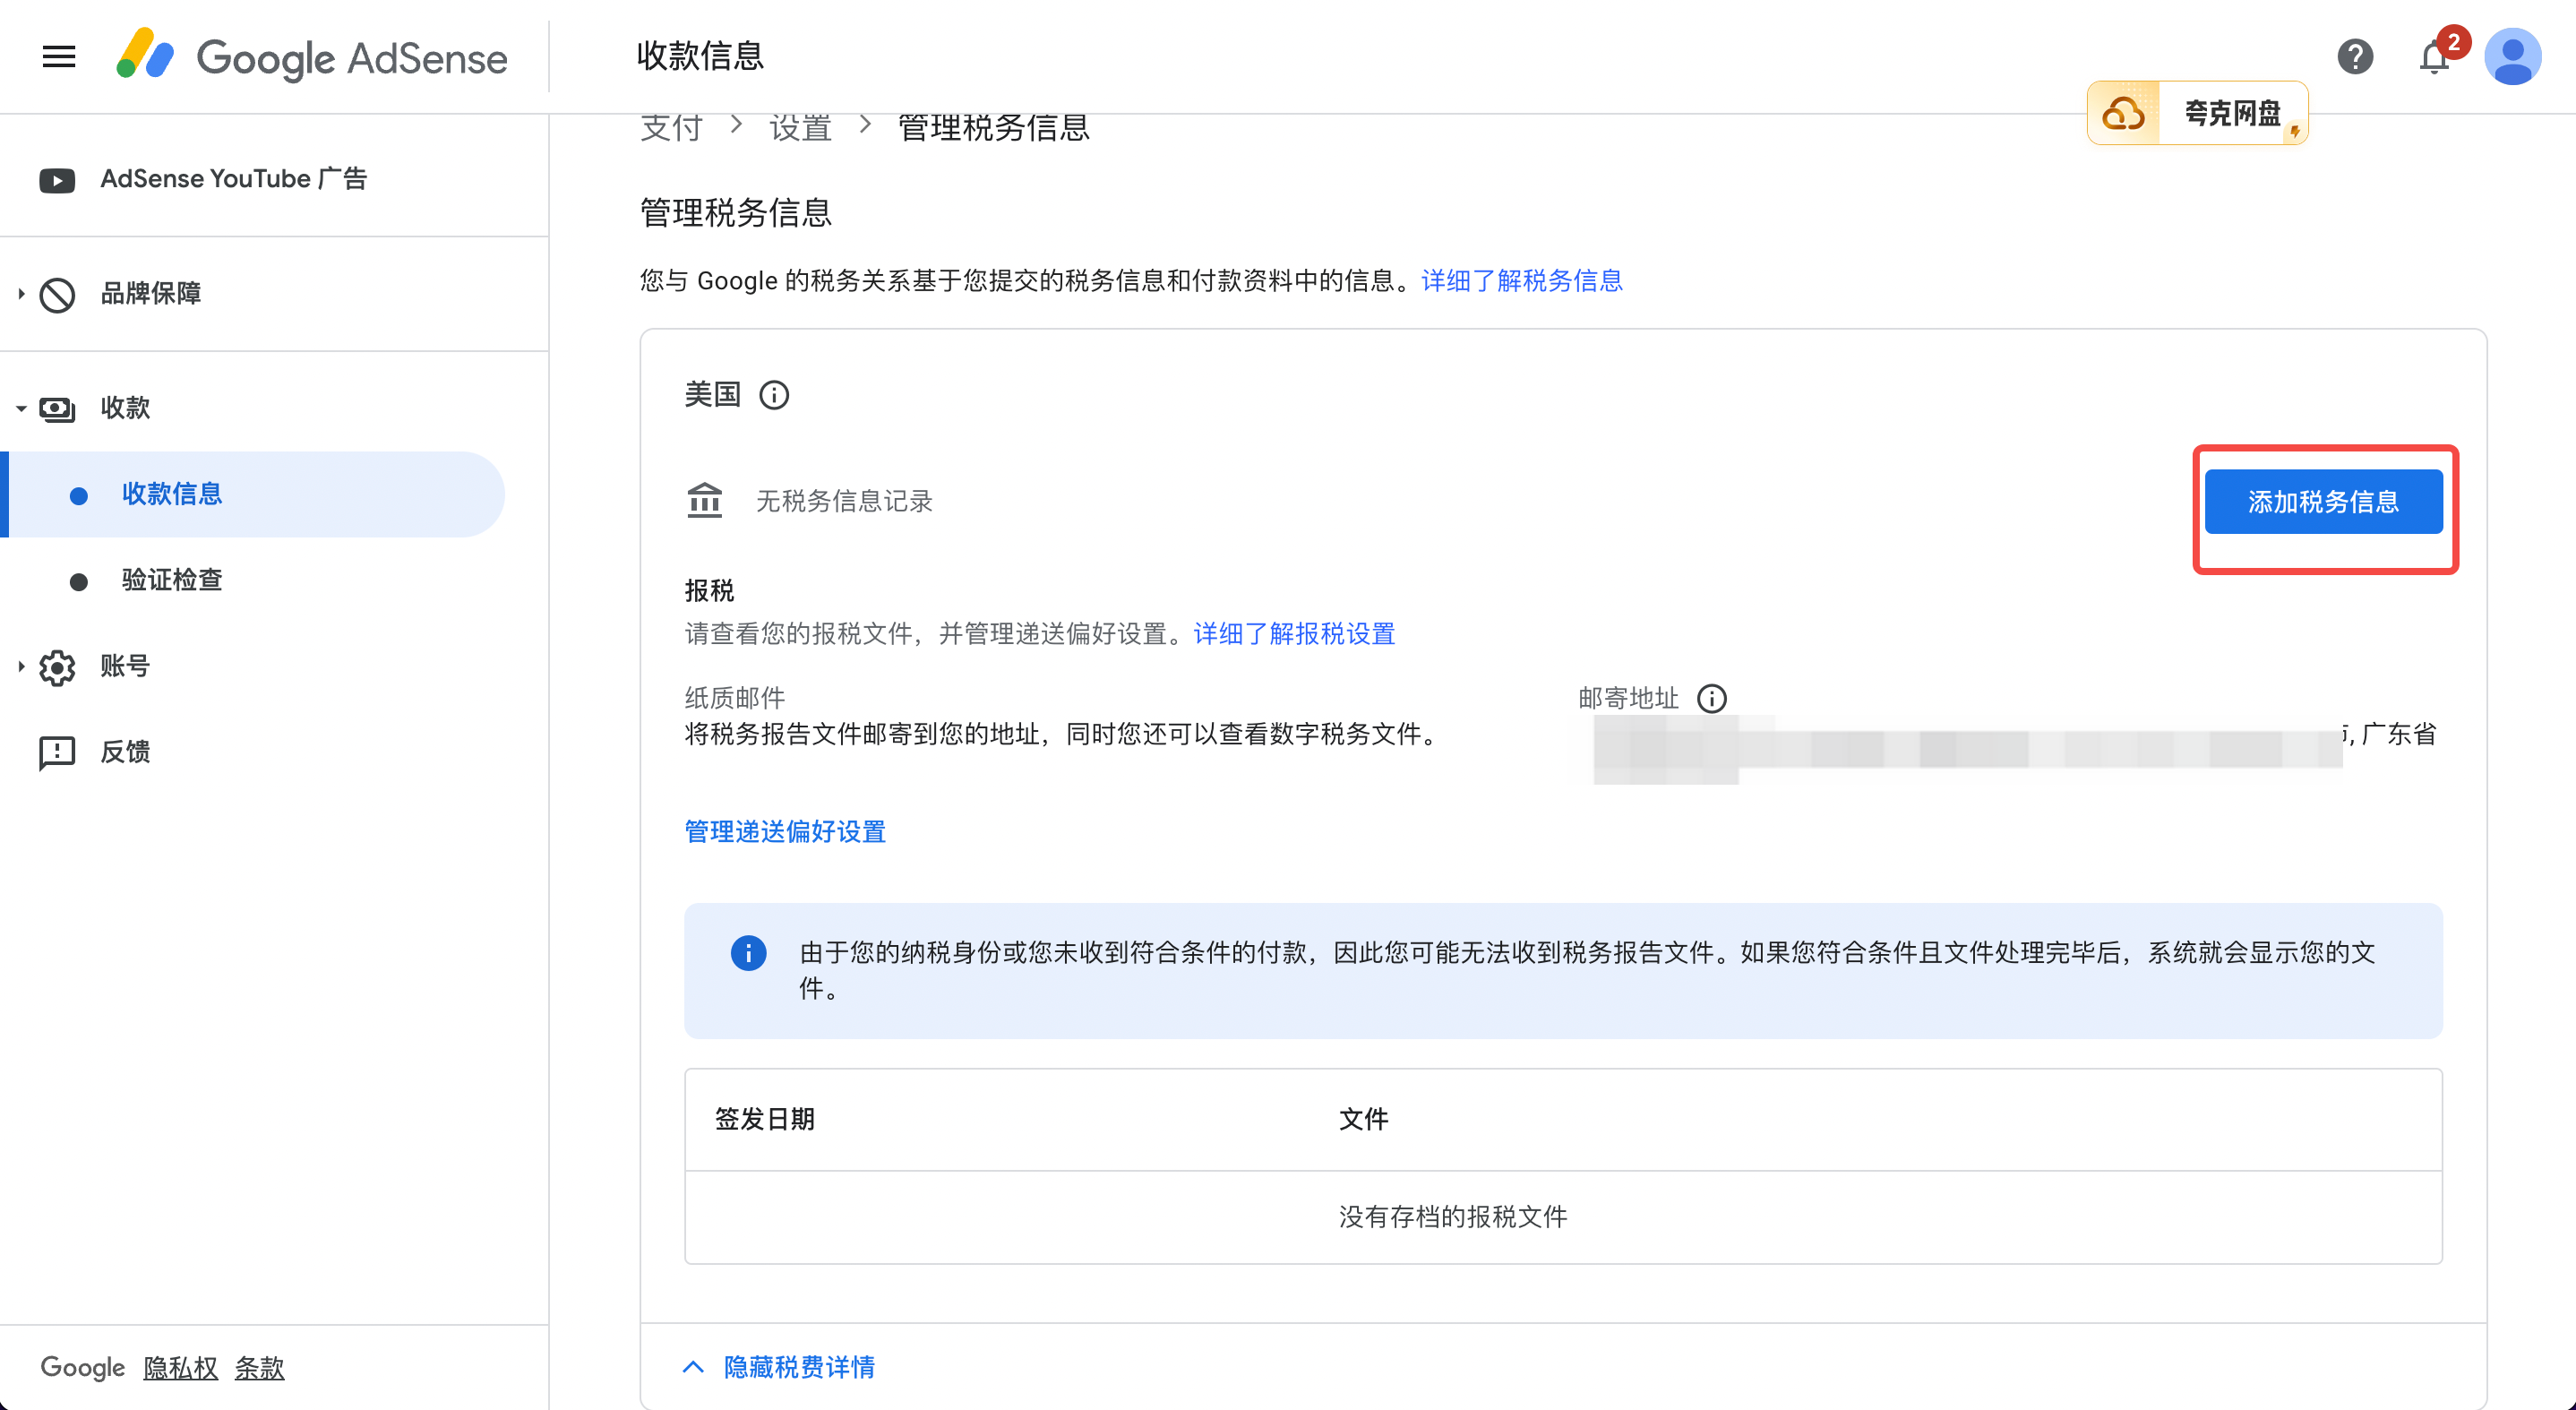 Google AdSense
收款信息
2
夸克网盘
支付 > 设置 > 管理税务信息
AdSense YouTube 广告
品牌保障
收款
收款信息
验证检查
账号
反馈
Google 隐私权 条款
管理税务信息
您与 Google 的税务关系基于您提交的税务信息和付款资料中的信息。详细了解税务信息
美国
无税务信息记录
添加税务信息
报税
请查看您的报税文件，并管理递送偏好设置。详细了解报税设置
纸质邮件
将税务报告文件邮寄到您的地址，同时您还可以查看数字税务文件。
邮寄地址
, 广东省
管理递送偏好设置
由于您的纳税身份或您未收到符合条件的付款，因此您可能无法收到税务报告文件。如果您符合条件且文件处理完毕后，系统就会显示您的文
件。
签发日期 文件
没有存档的报税文件
隐藏税费详情